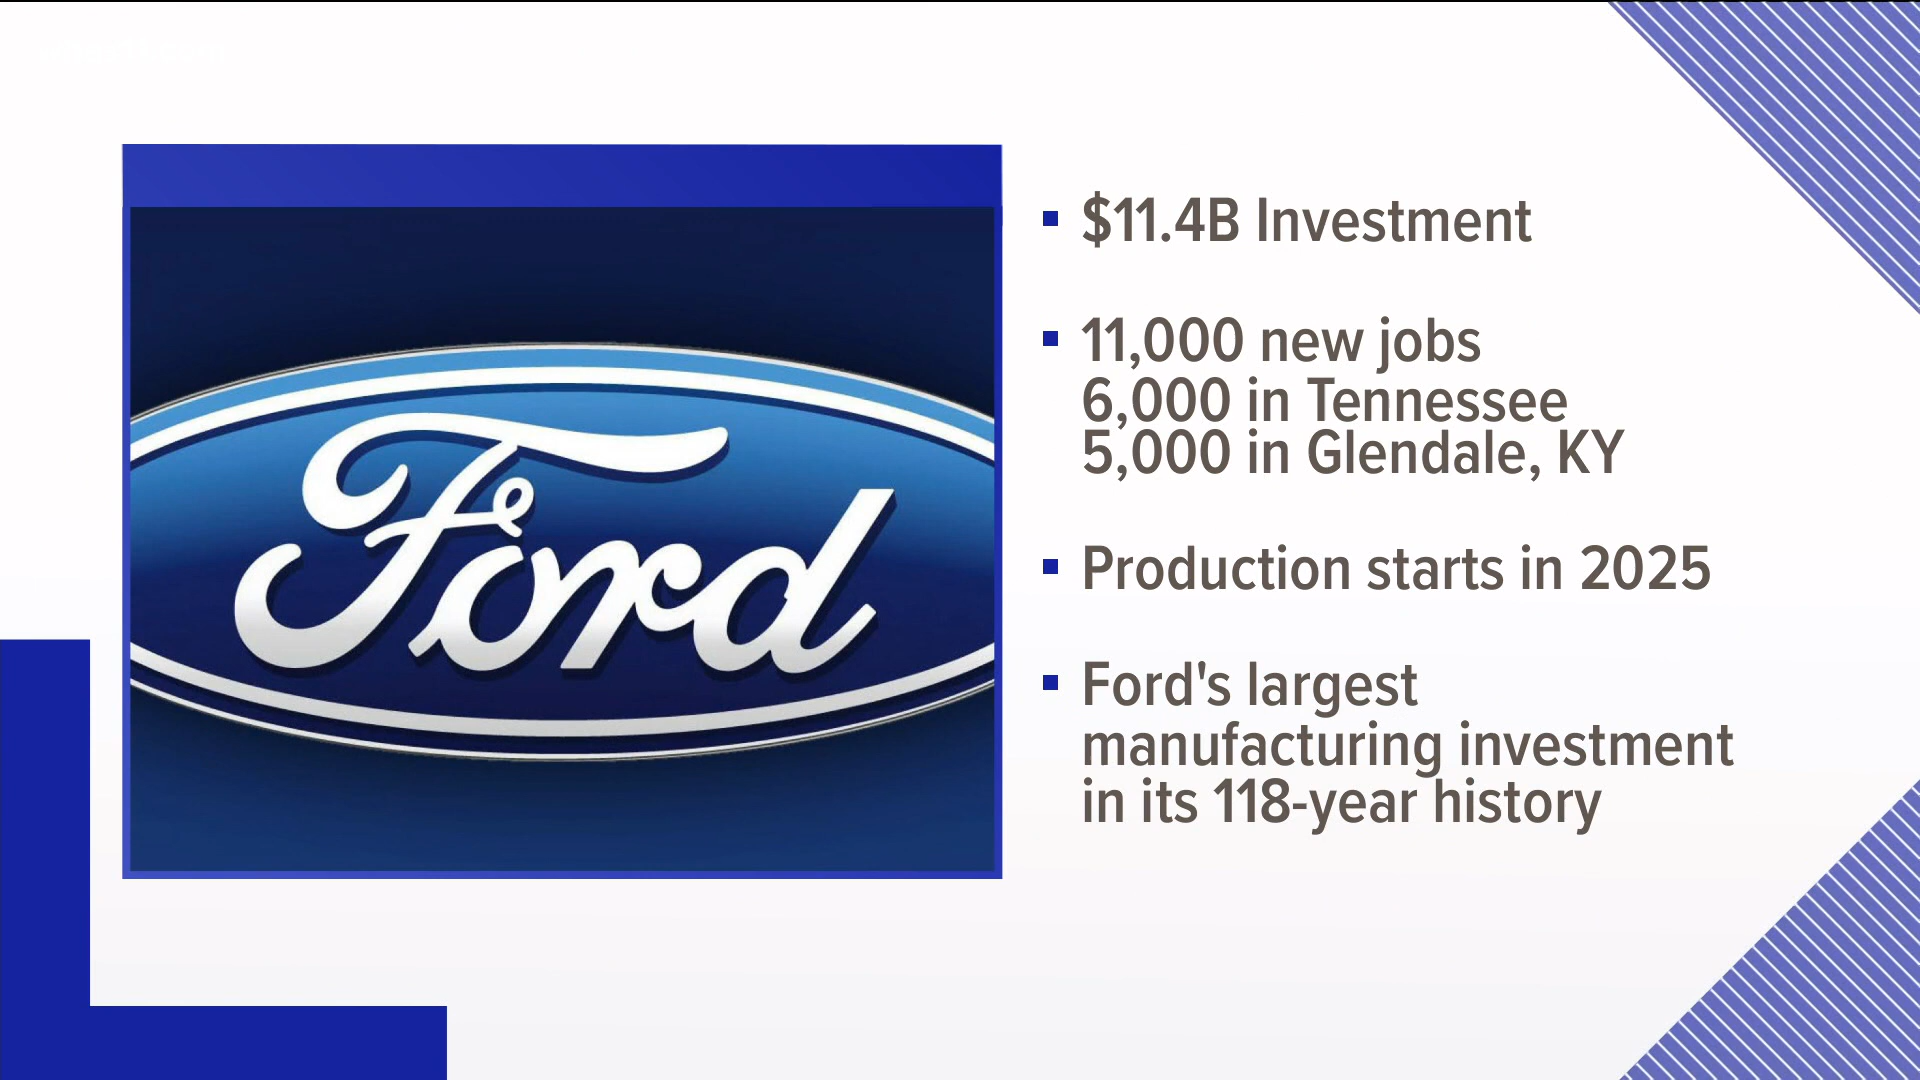 Ford
$11.4B Investment
11,000 new jobs
6,000 in Tennessee
5,000 in Glendale, KY
Production starts in 2025
Ford's largest
manufacturing investment
in its 118-year history